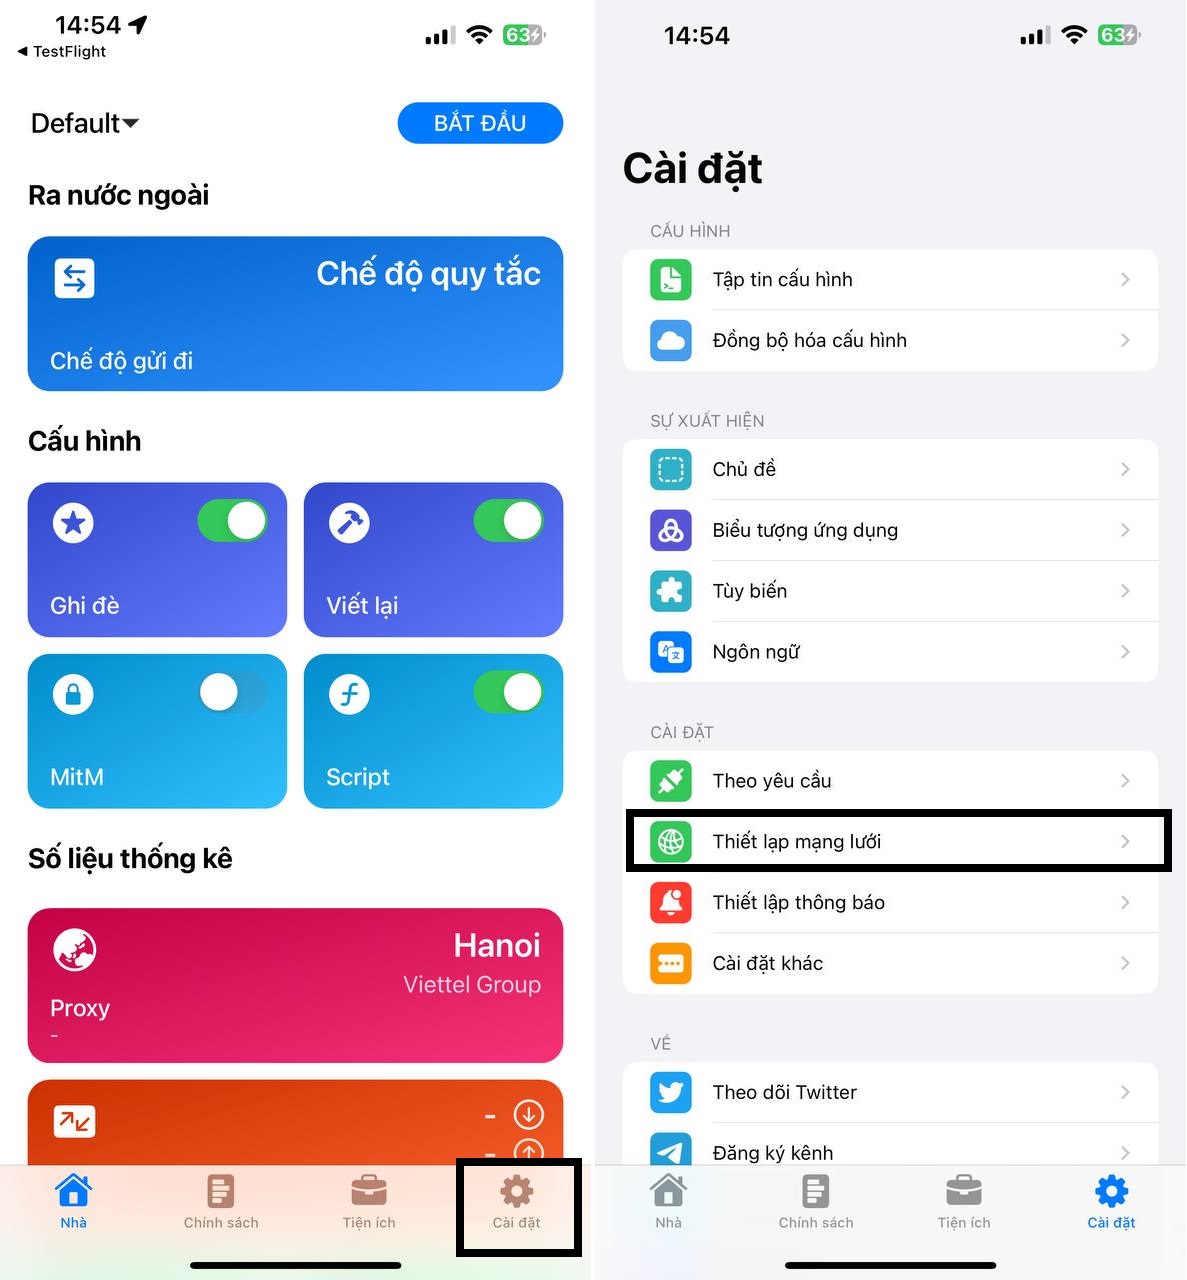 14:54
63
◀ TestFlight
Default
BẮT ĐẦU
Ra nước ngoài
Chế độ quy tắc
Chế độ gửi đi
Cấu hình
Ghi đè
Viết lại
MitM
Script
Số liệu thống kê
Hanoi
Viettel Group
Proxy
-
-
-
Nhà
Chính sách
Tiện ích
Cài đặt
14:54
63
Cài đặt
CẤU HÌNH
Tập tin cấu hình
Đồng bộ hóa cấu hình
SỰ XUẤT HIỆN
Chủ đề
Biểu tượng ứng dụng
Tùy biến
Ngôn ngữ
CÀI ĐẶT
Theo yêu cầu
Thiết lạp mạng lưới
Thiết lập thông báo
Cài đặt khác
VỀ
Theo dõi Twitter
Đăng ký kênh
Nhà
Chính sách
Tiện ích
Cài đặt